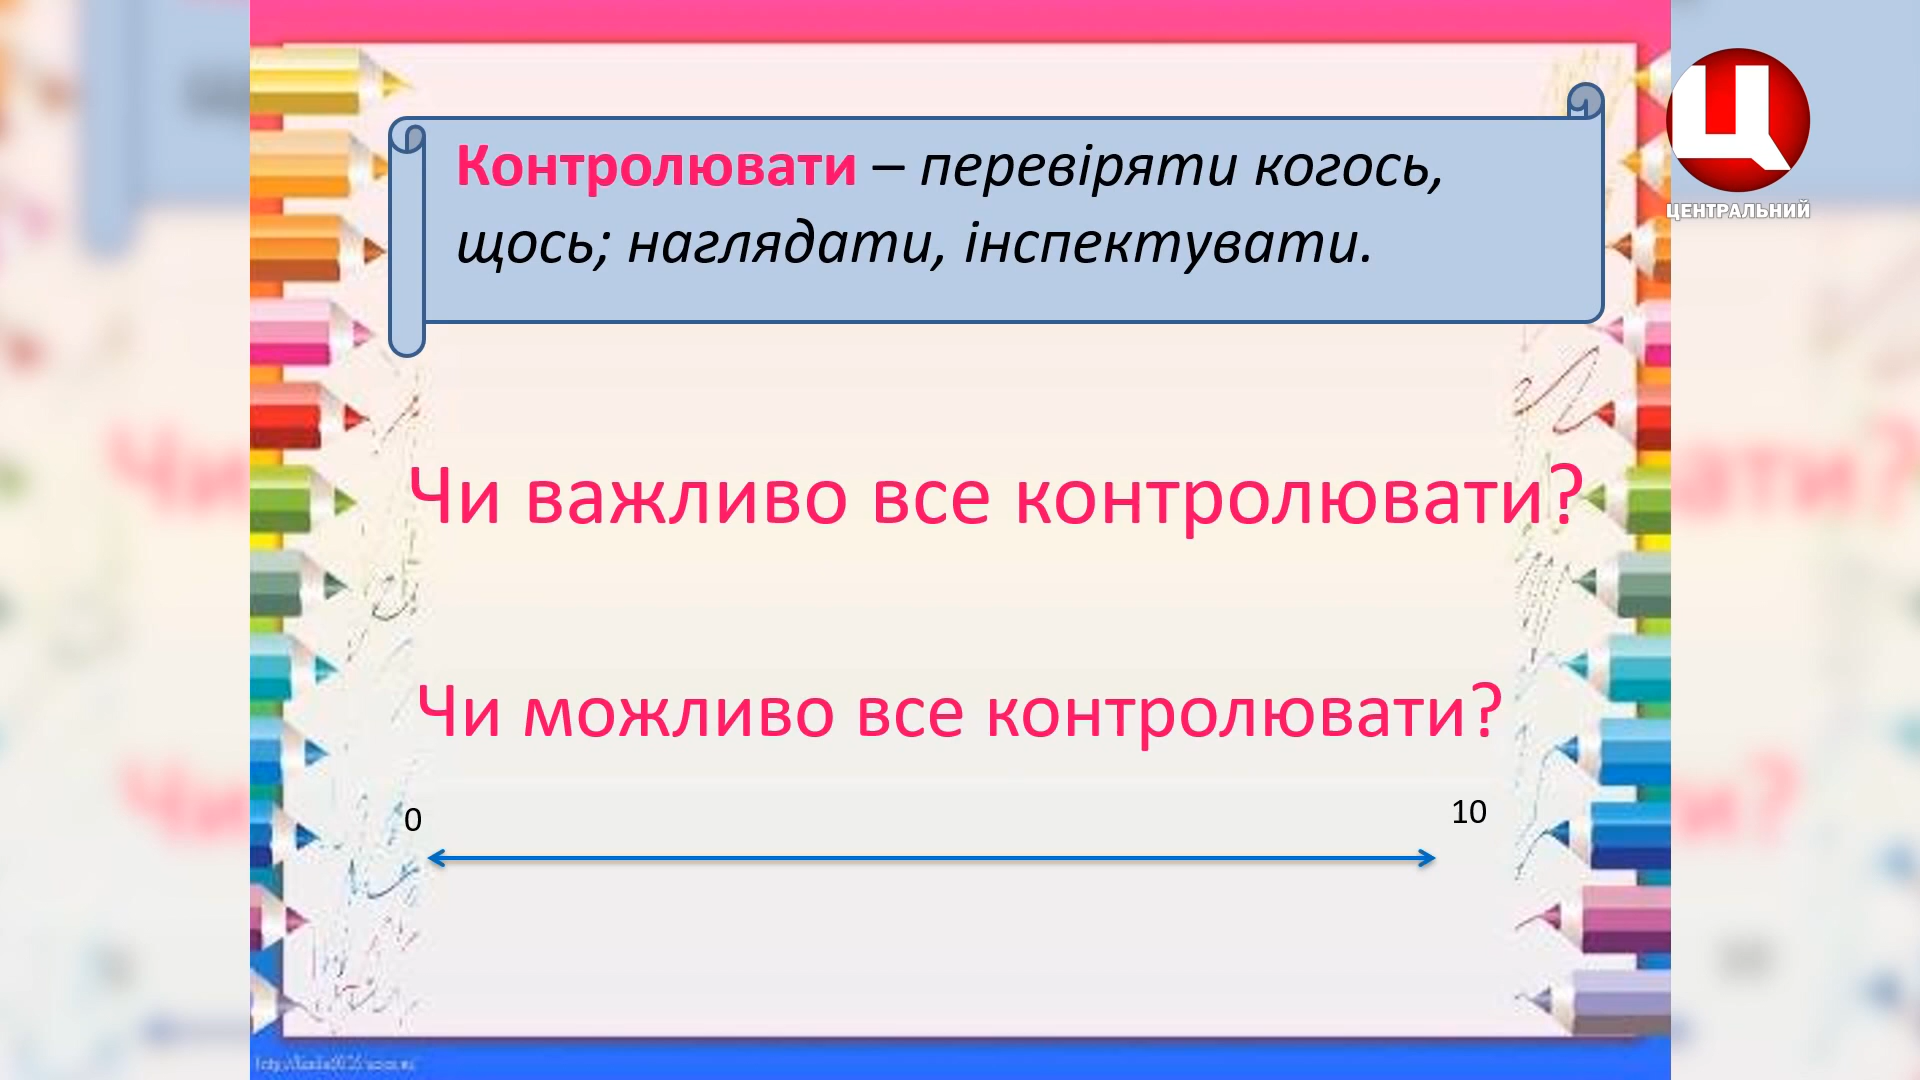 Контролювати – перевіряти когось,
щось; наглядати, інспектувати.
Чи важливо все контролювати?
Чи можливо все контролювати?
0
10
Ц
ЦЕНТРАЛЬНИЙ